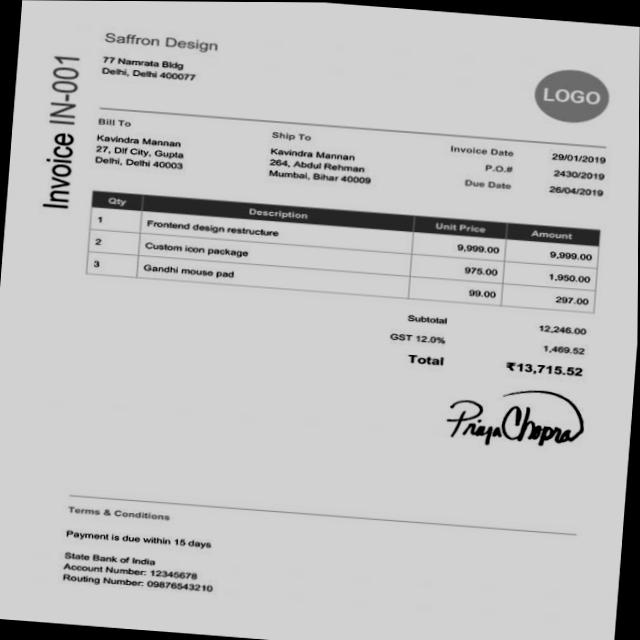 Saffron Design
77 Namrata Bldg
Delhi, Delhi 400077
LOGO
Invoice IN-001
Bill To
Kavindra Mannan
27, Dlf City, Gupta
Delhi, Delhi 40003
Ship To
Kavindra Mannan
264, Abdul Rehman
Mumbai, Bihar 40009
Invoice Date 29/01/2019
P.O.# 2430/2019
Due Date 26/04/2019
Qty Description Unit Price Amount
1 Frontend design restructure 9,999.00 9,999.00
2 Custom icon package 975.00 1,950.00
3 Gandhi mouse pad 99.00 297.00
Subtotal 12,246.00
GST 12.0% 1,469.52
Total ₹13,715.52
Priya Chopra
Terms & Conditions
Payment is due within 15 days
State Bank of India
Account Number: 12345678
Routing Number: 09876543210